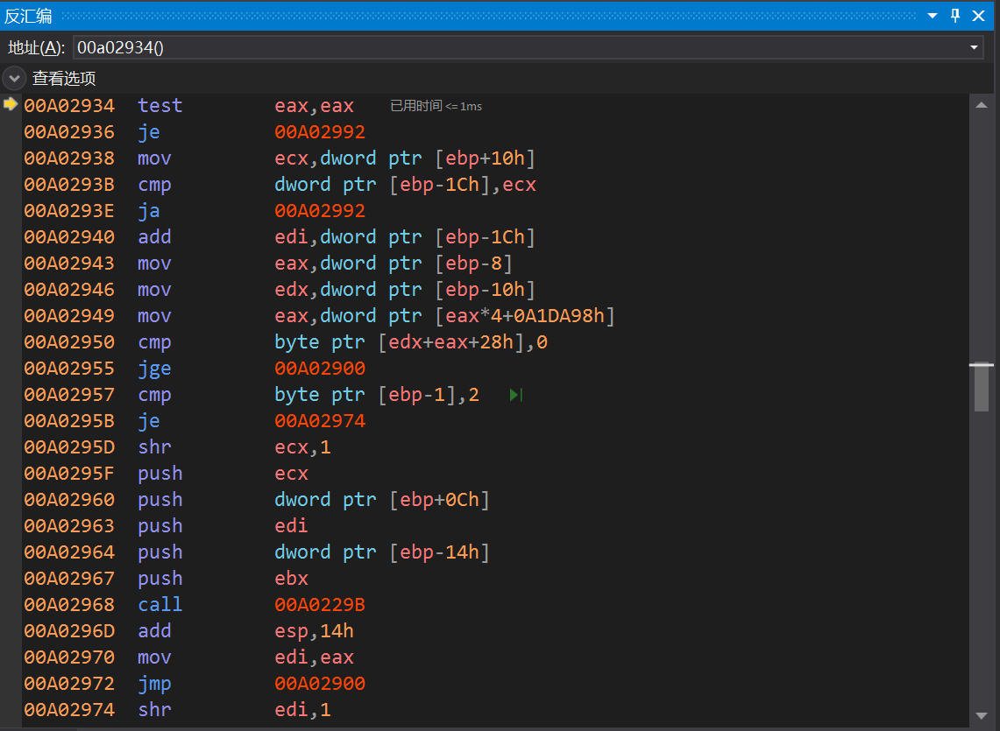 反汇编
地址(A): 00a02934()
查看选项
00A02934 test eax,eax 已用时间 <= 1ms
00A02936 je 00A02992
00A02938 mov ecx,dword ptr [ebp+10h]
00A0293B cmp dword ptr [ebp-1Ch],ecx
00A0293E ja 00A02992
00A02940 add edi,dword ptr [ebp-1Ch]
00A02943 mov eax,dword ptr [ebp-8]
00A02946 mov edx,dword ptr [ebp-10h]
00A02949 mov eax,dword ptr [eax*4+0A1DA98h]
00A02950 cmp byte ptr [edx+eax+28h],0
00A02955 jge 00A02900
00A02957 cmp byte ptr [ebp-1],2
00A0295B je 00A02974
00A0295D shr ecx,1
00A0295F push ecx
00A02960 push dword ptr [ebp+0Ch]
00A02963 push edi
00A02964 push dword ptr [ebp-14h]
00A02967 push ebx
00A02968 call 00A0229B
00A0296D add esp,14h
00A02970 mov edi,eax
00A02972 jmp 00A02900
00A02974 shr edi,1